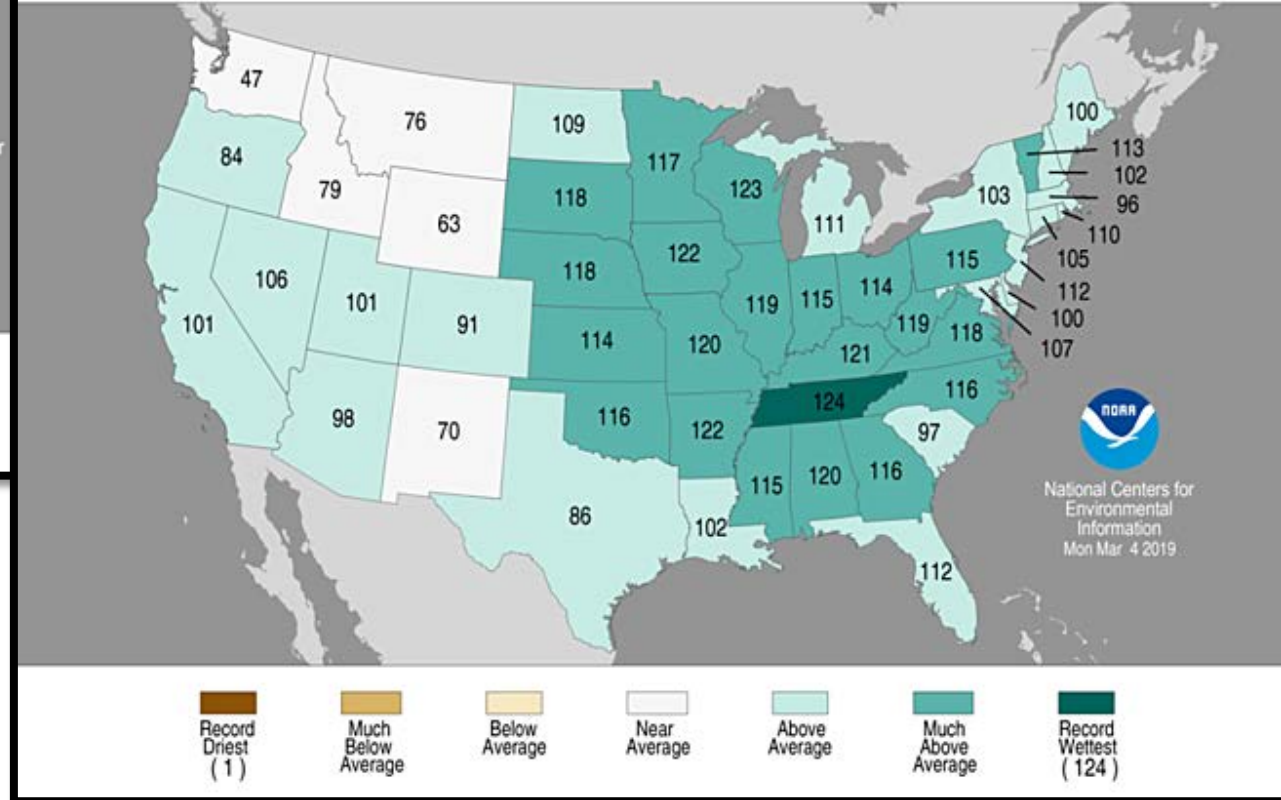 47
76
109
117
100
113
84
79
118
123
103
102
63
111
96
110
106
118
122
115
105
101
101
91
119
115
114
112
100
114
120
119
118
107
121
98
70
116
122
124
116
97
NOAA
National Centers for
Environmental
Information
Mon Mar 4 2019
86
102
115
120
116
112
Record
Driest
( 1 )
Much
Below
Average
Below
Average
Near
Average
Above
Average
Much
Above
Average
Record
Wettest
( 124 )